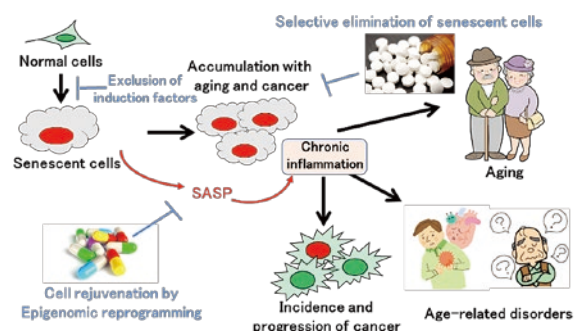 Selective elimination of senescent cells
Normal cells
Exclusion of
induction factors
Accumulation with
aging and cancer
Senescent cells
Chronic
inflammation
Aging
SASP
Cell rejuvenation by
Epigenomic reprogramming
Incidence and
progression of cancer
Age-related disorders